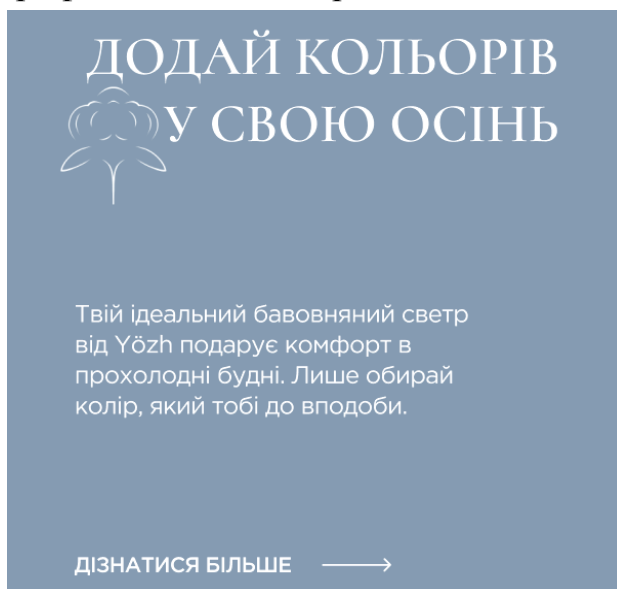 ДОДАЙ КОЛЬОРІВ
У СВОЮ ОСІНЬ
Твій ідеальний бавовняний светр
від Yözh подарує комфорт в
прохолодні будні. Лише обирай
колір, який тобі до вподоби.
ДІЗНАТИСЯ БІЛЬШЕ